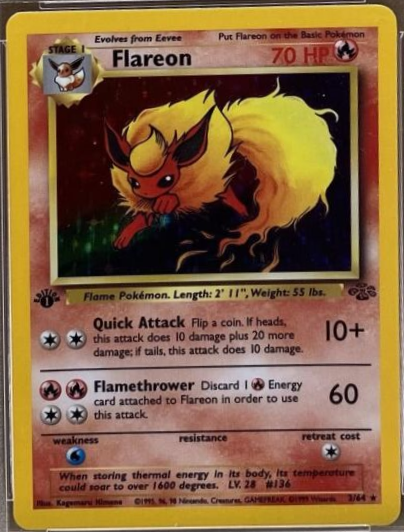 Evolves from Eevee
Put Flareon on the Basic Pokémon
STAGE 1
Flareon
70 HP
1
Flame Pokémon. Length: 2' 11", Weight: 55 lbs.
Quick Attack Flip a coin. If heads,
this attack does 10 damage plus 20 more
damage; if tails, this attack does 10 damage.
10+
Flamethrower Discard 1 Energy
card attached to Flareon in order to use
this attack.
60
weakness
resistance
retreat cost
When storing thermal energy in its body, its temperature
could soar to over 1600 degrees. LV. 28 #136
Illus. Kagemaru Himeno
©1995, 96, 98 Nintendo, Creatures, GAMEFREAK. ©1999 Wizards.
3/64 ★